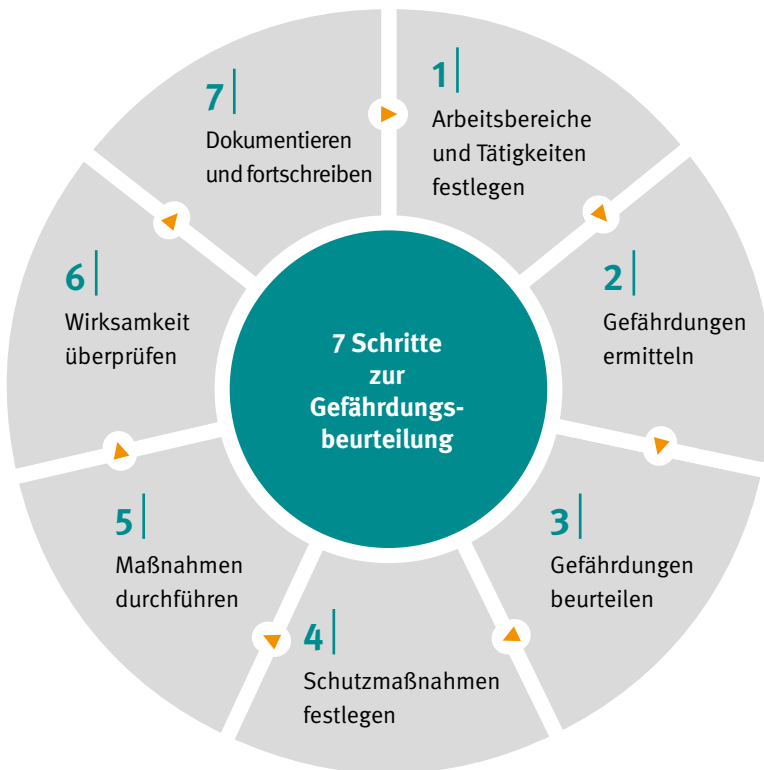 7 Schritte
zur
Gefährdungs-
beurteilung
1
Arbeitsbereiche
und Tätigkeiten
festlegen
2
Gefährdungen
ermitteln
3
Gefährdungen
beurteilen
4
Schutzmaßnahmen
festlegen
5
Maßnahmen
durchführen
6
Wirksamkeit
überprüfen
7
Dokumentieren
und fortschreiben